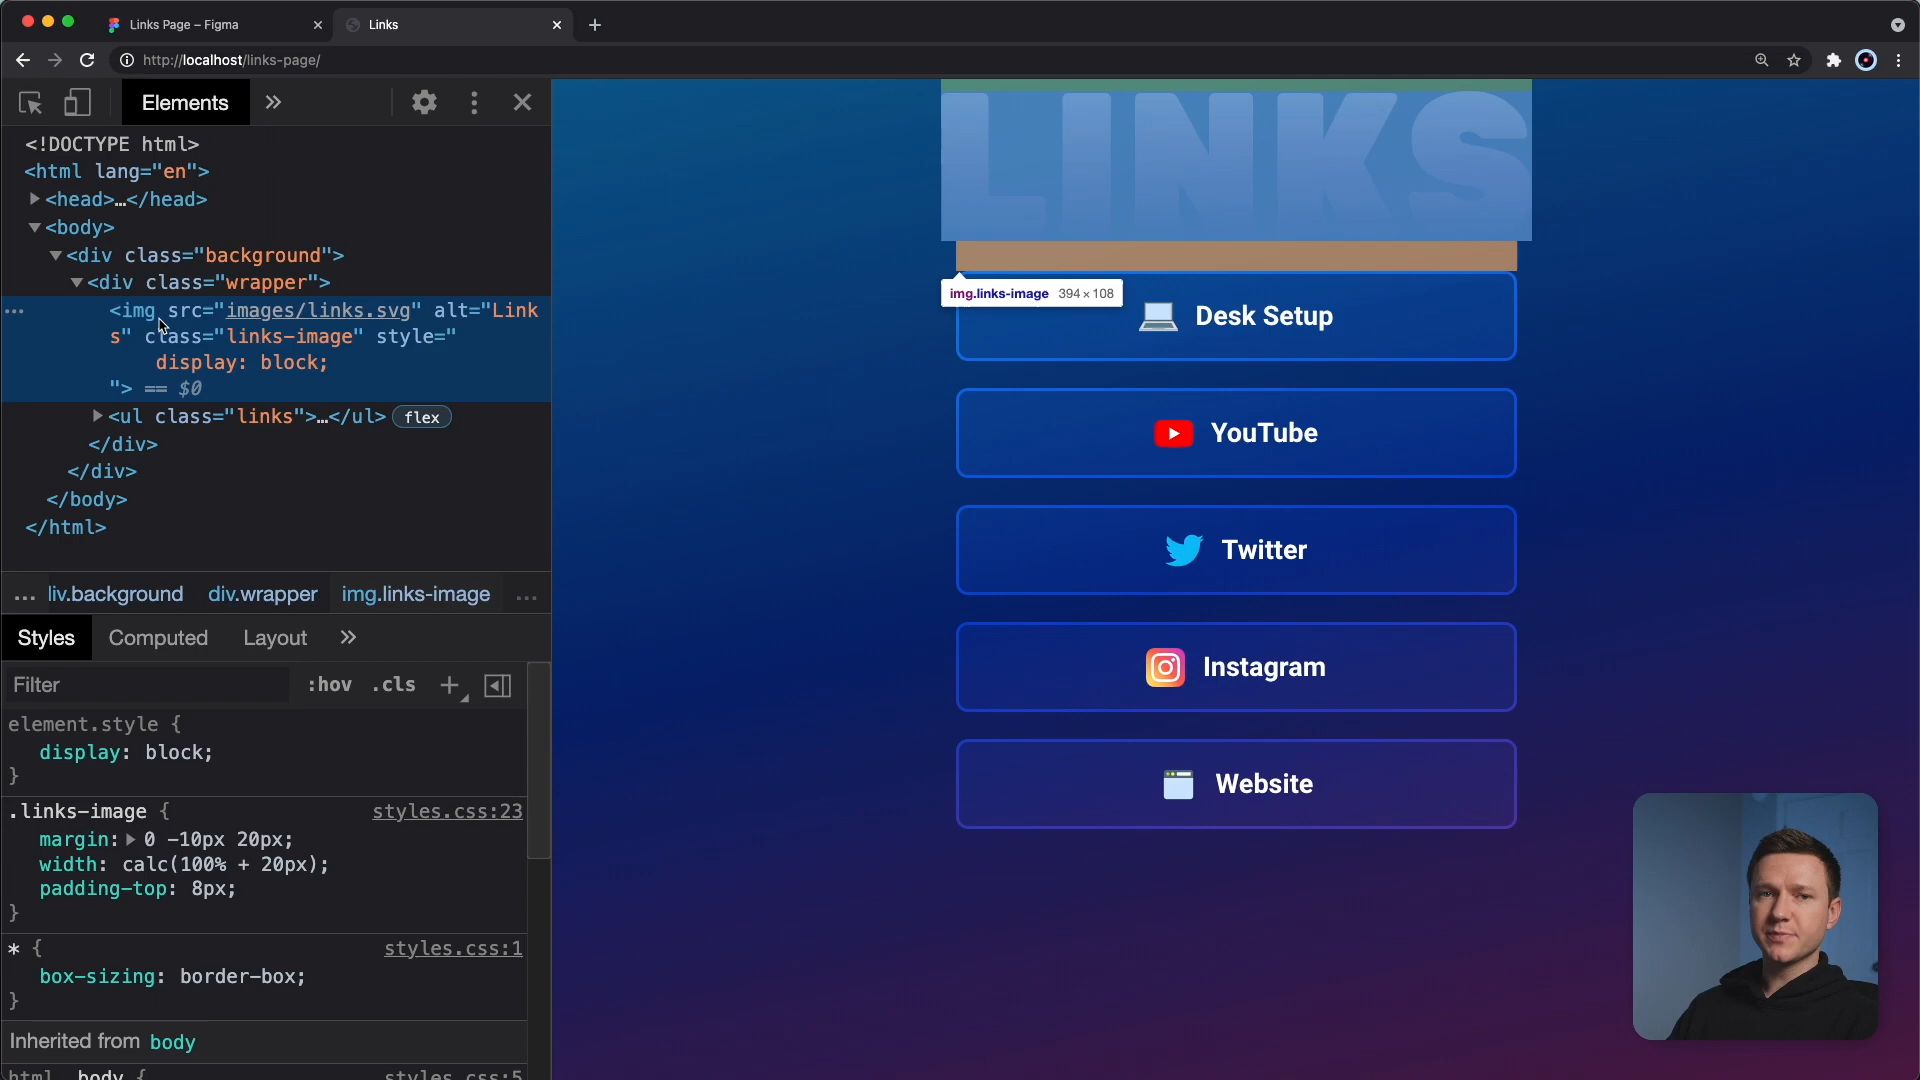 Links Page – Figma
Links
http://localhost/links-page/
Elements
<!DOCTYPE html>
<html lang="en">
<head>…</head>
<body>
<div class="background">
<div class="wrapper">
<img src="images/links.svg" alt="Link
s" class="links-image" style="
display: block;
"> == $0
<ul class="links">…</ul> flex
</div>
</div>
</body>
</html>
... liv.background div.wrapper img.links-image ...
Styles Computed Layout
Filter :hov .cls
element.style {
display: block;
}
.links-image { styles.css:23
margin: 0 -10px 20px;
width: calc(100% + 20px);
padding-top: 8px;
}
* { styles.css:1
box-sizing: border-box;
}
Inherited from body
html, body { styles.css:5
LINKS
img.links-image 394 × 108
Desk Setup
YouTube
Twitter
Instagram
Website